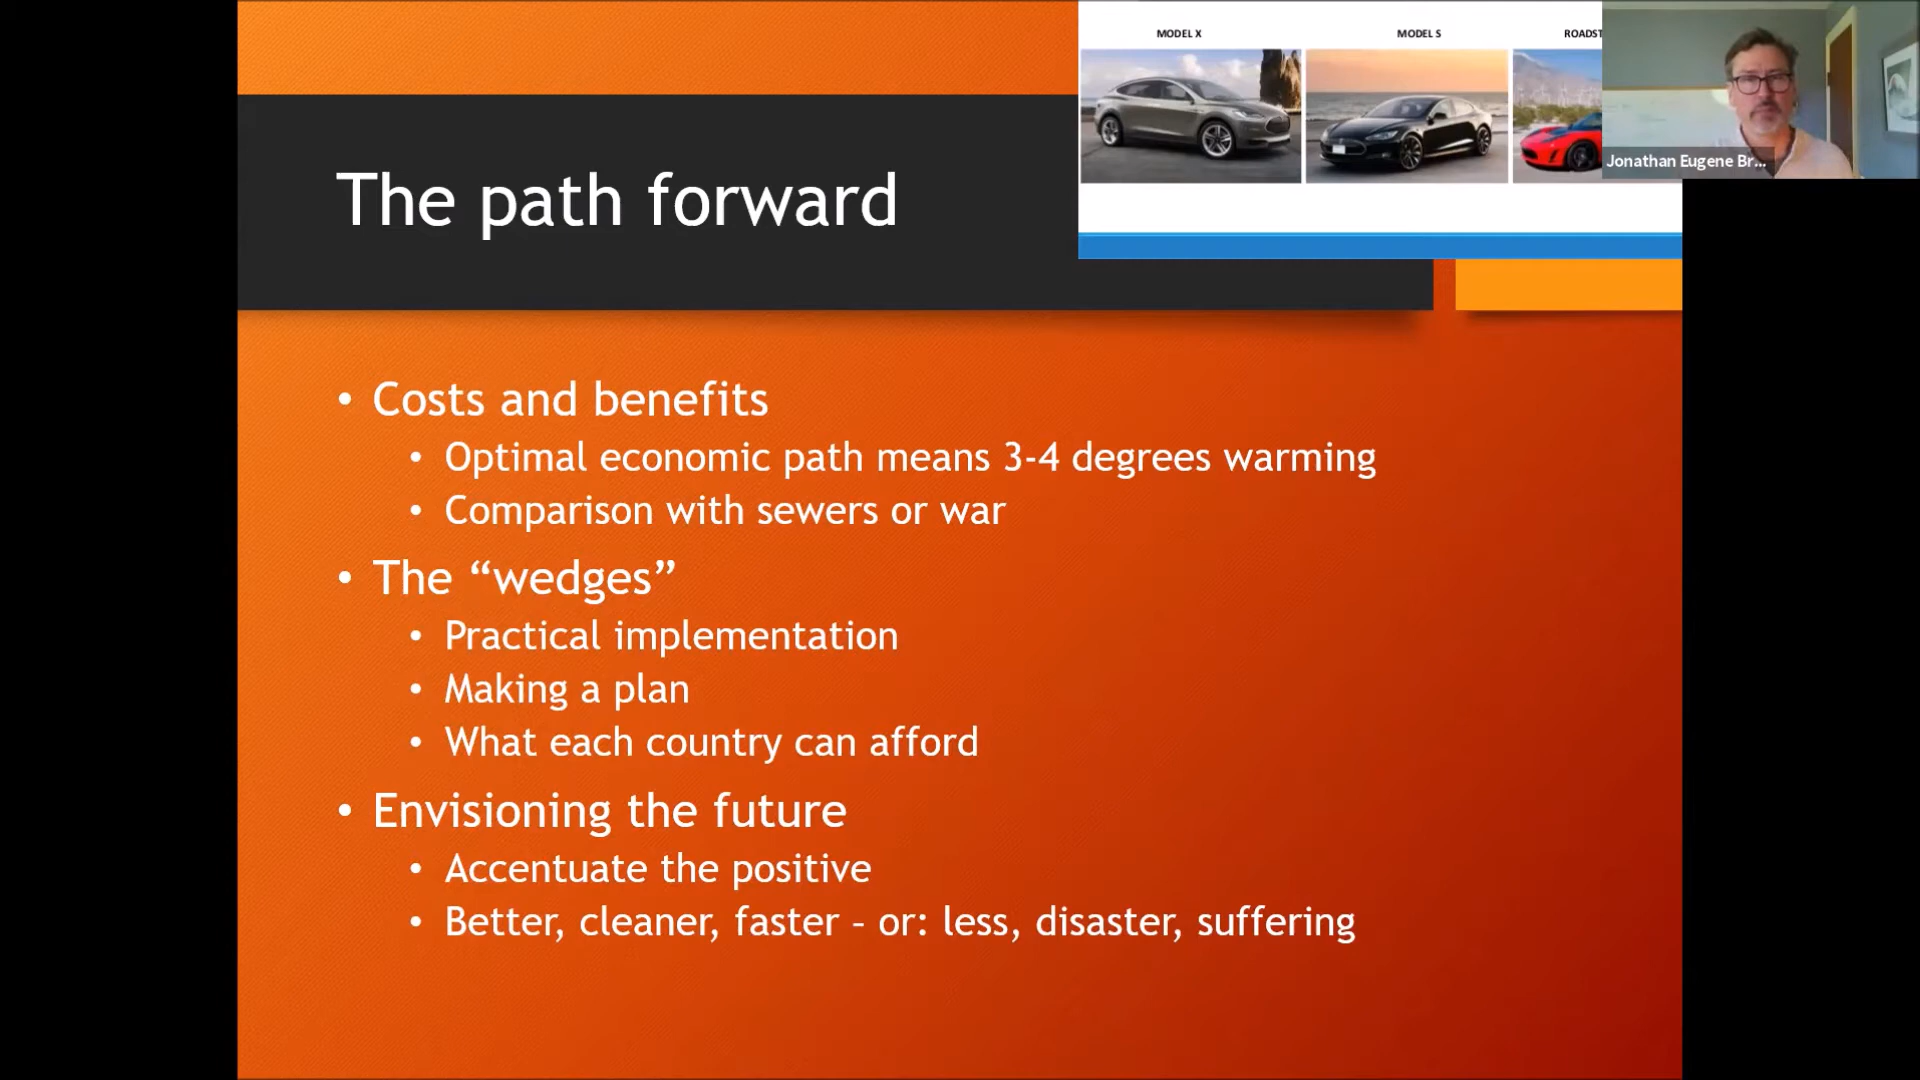 MODEL X
MODEL S
ROADST
Jonathan Eugene Br...
The path forward
• Costs and benefits
• Optimal economic path means 3-4 degrees warming
• Comparison with sewers or war
• The “wedges”
• Practical implementation
• Making a plan
• What each country can afford
• Envisioning the future
• Accentuate the positive
• Better, cleaner, faster – or: less, disaster, suffering